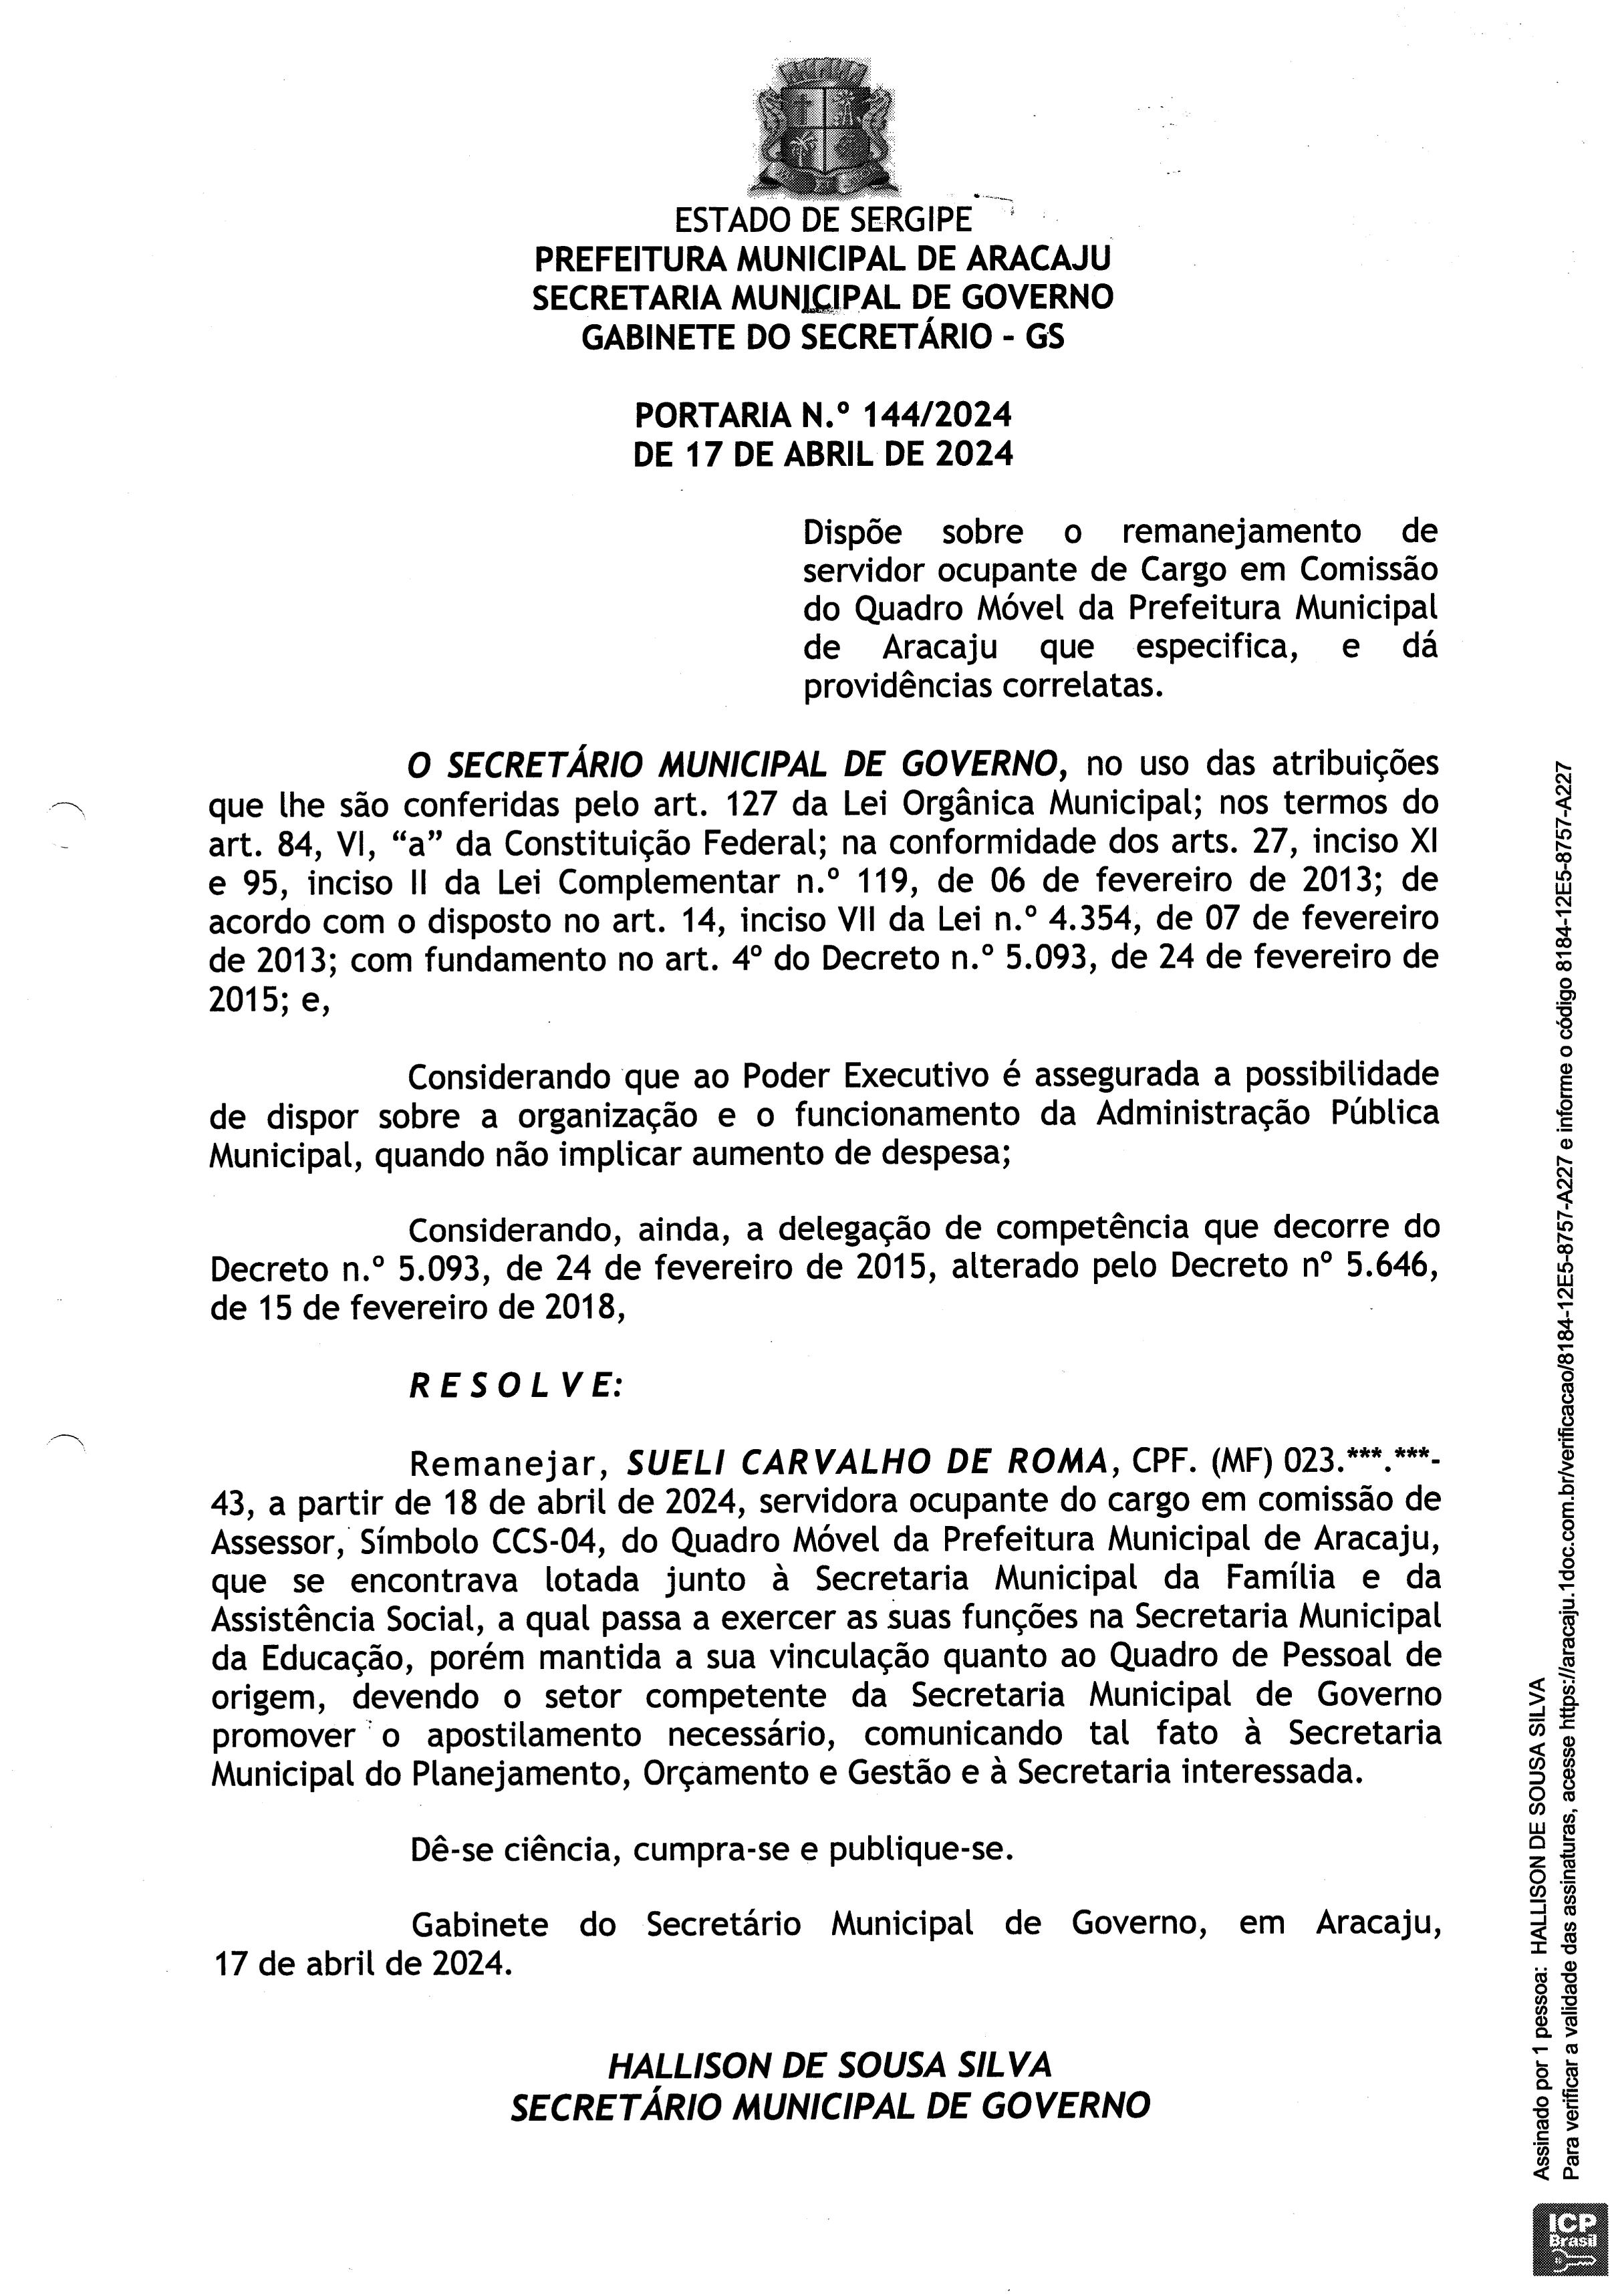 ESTADO DE SERGIPE
PREFEITURA MUNICIPAL DE ARACAJU
SECRETARIA MUNICIPAL DE GOVERNO
GABINETE DO SECRETÁRIO - GS
PORTARIA N.º 144/2024
DE 17 DE ABRIL DE 2024
Dispõe sobre o remanejamento de
servidor ocupante de Cargo em Comissão
do Quadro Móvel da Prefeitura Municipal
de Aracaju que especifica, e dá
providências correlatas.
O SECRETÁRIO MUNICIPAL DE GOVERNO, no uso das atribuições
que lhe são conferidas pelo art. 127 da Lei Orgânica Municipal; nos termos do
art. 84, VI, “a” da Constituição Federal; na conformidade dos arts. 27, inciso XI
e 95, inciso II da Lei Complementar n.º 119, de 06 de fevereiro de 2013; de
acordo com o disposto no art. 14, inciso VII da Lei n.º 4.354, de 07 de fevereiro
de 2013; com fundamento no art. 4º do Decreto n.º 5.093, de 24 de fevereiro de
2015; e,
Considerando que ao Poder Executivo é assegurada a possibilidade
de dispor sobre a organização e o funcionamento da Administração Pública
Municipal, quando não implicar aumento de despesa;
Considerando, ainda, a delegação de competência que decorre do
Decreto n.º 5.093, de 24 de fevereiro de 2015, alterado pelo Decreto nº 5.646,
de 15 de fevereiro de 2018,
R E S O L V E:
Remanejar, SUELI CARVALHO DE ROMA, CPF. (MF) 023.***.***-
43, a partir de 18 de abril de 2024, servidora ocupante do cargo em comissão de
Assessor, Símbolo CCS-04, do Quadro Móvel da Prefeitura Municipal de Aracaju,
que se encontrava lotada junto à Secretaria Municipal da Família e da
Assistência Social, a qual passa a exercer as suas funções na Secretaria Municipal
da Educação, porém mantida a sua vinculação quanto ao Quadro de Pessoal de
origem, devendo o setor competente da Secretaria Municipal de Governo
promover o apostilamento necessário, comunicando tal fato à Secretaria
Municipal do Planejamento, Orçamento e Gestão e à Secretaria interessada.
Dê-se ciência, cumpra-se e publique-se.
Gabinete do Secretário Municipal de Governo, em Aracaju,
17 de abril de 2024.
HALLISON DE SOUSA SILVA
SECRETÁRIO MUNICIPAL DE GOVERNO
Assinado por 1 pessoa: HALLISON DE SOUSA SILVA
Para verificar a validade das assinaturas, acesse https://aracaju.1doc.com.br/verificacao/8184-12E5-8757-A227 e informe o código 8184-12E5-8757-A227
ICP
Brasil